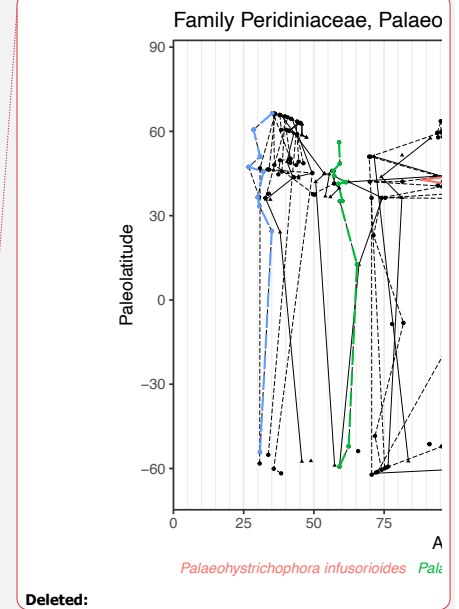 Family Peridiniaceae, Palaeo
90
60
30
0
−30
−60
Paleolatitude
0 25 50 75
A
Palaeohystrichophora infusorioides Pala
Deleted: